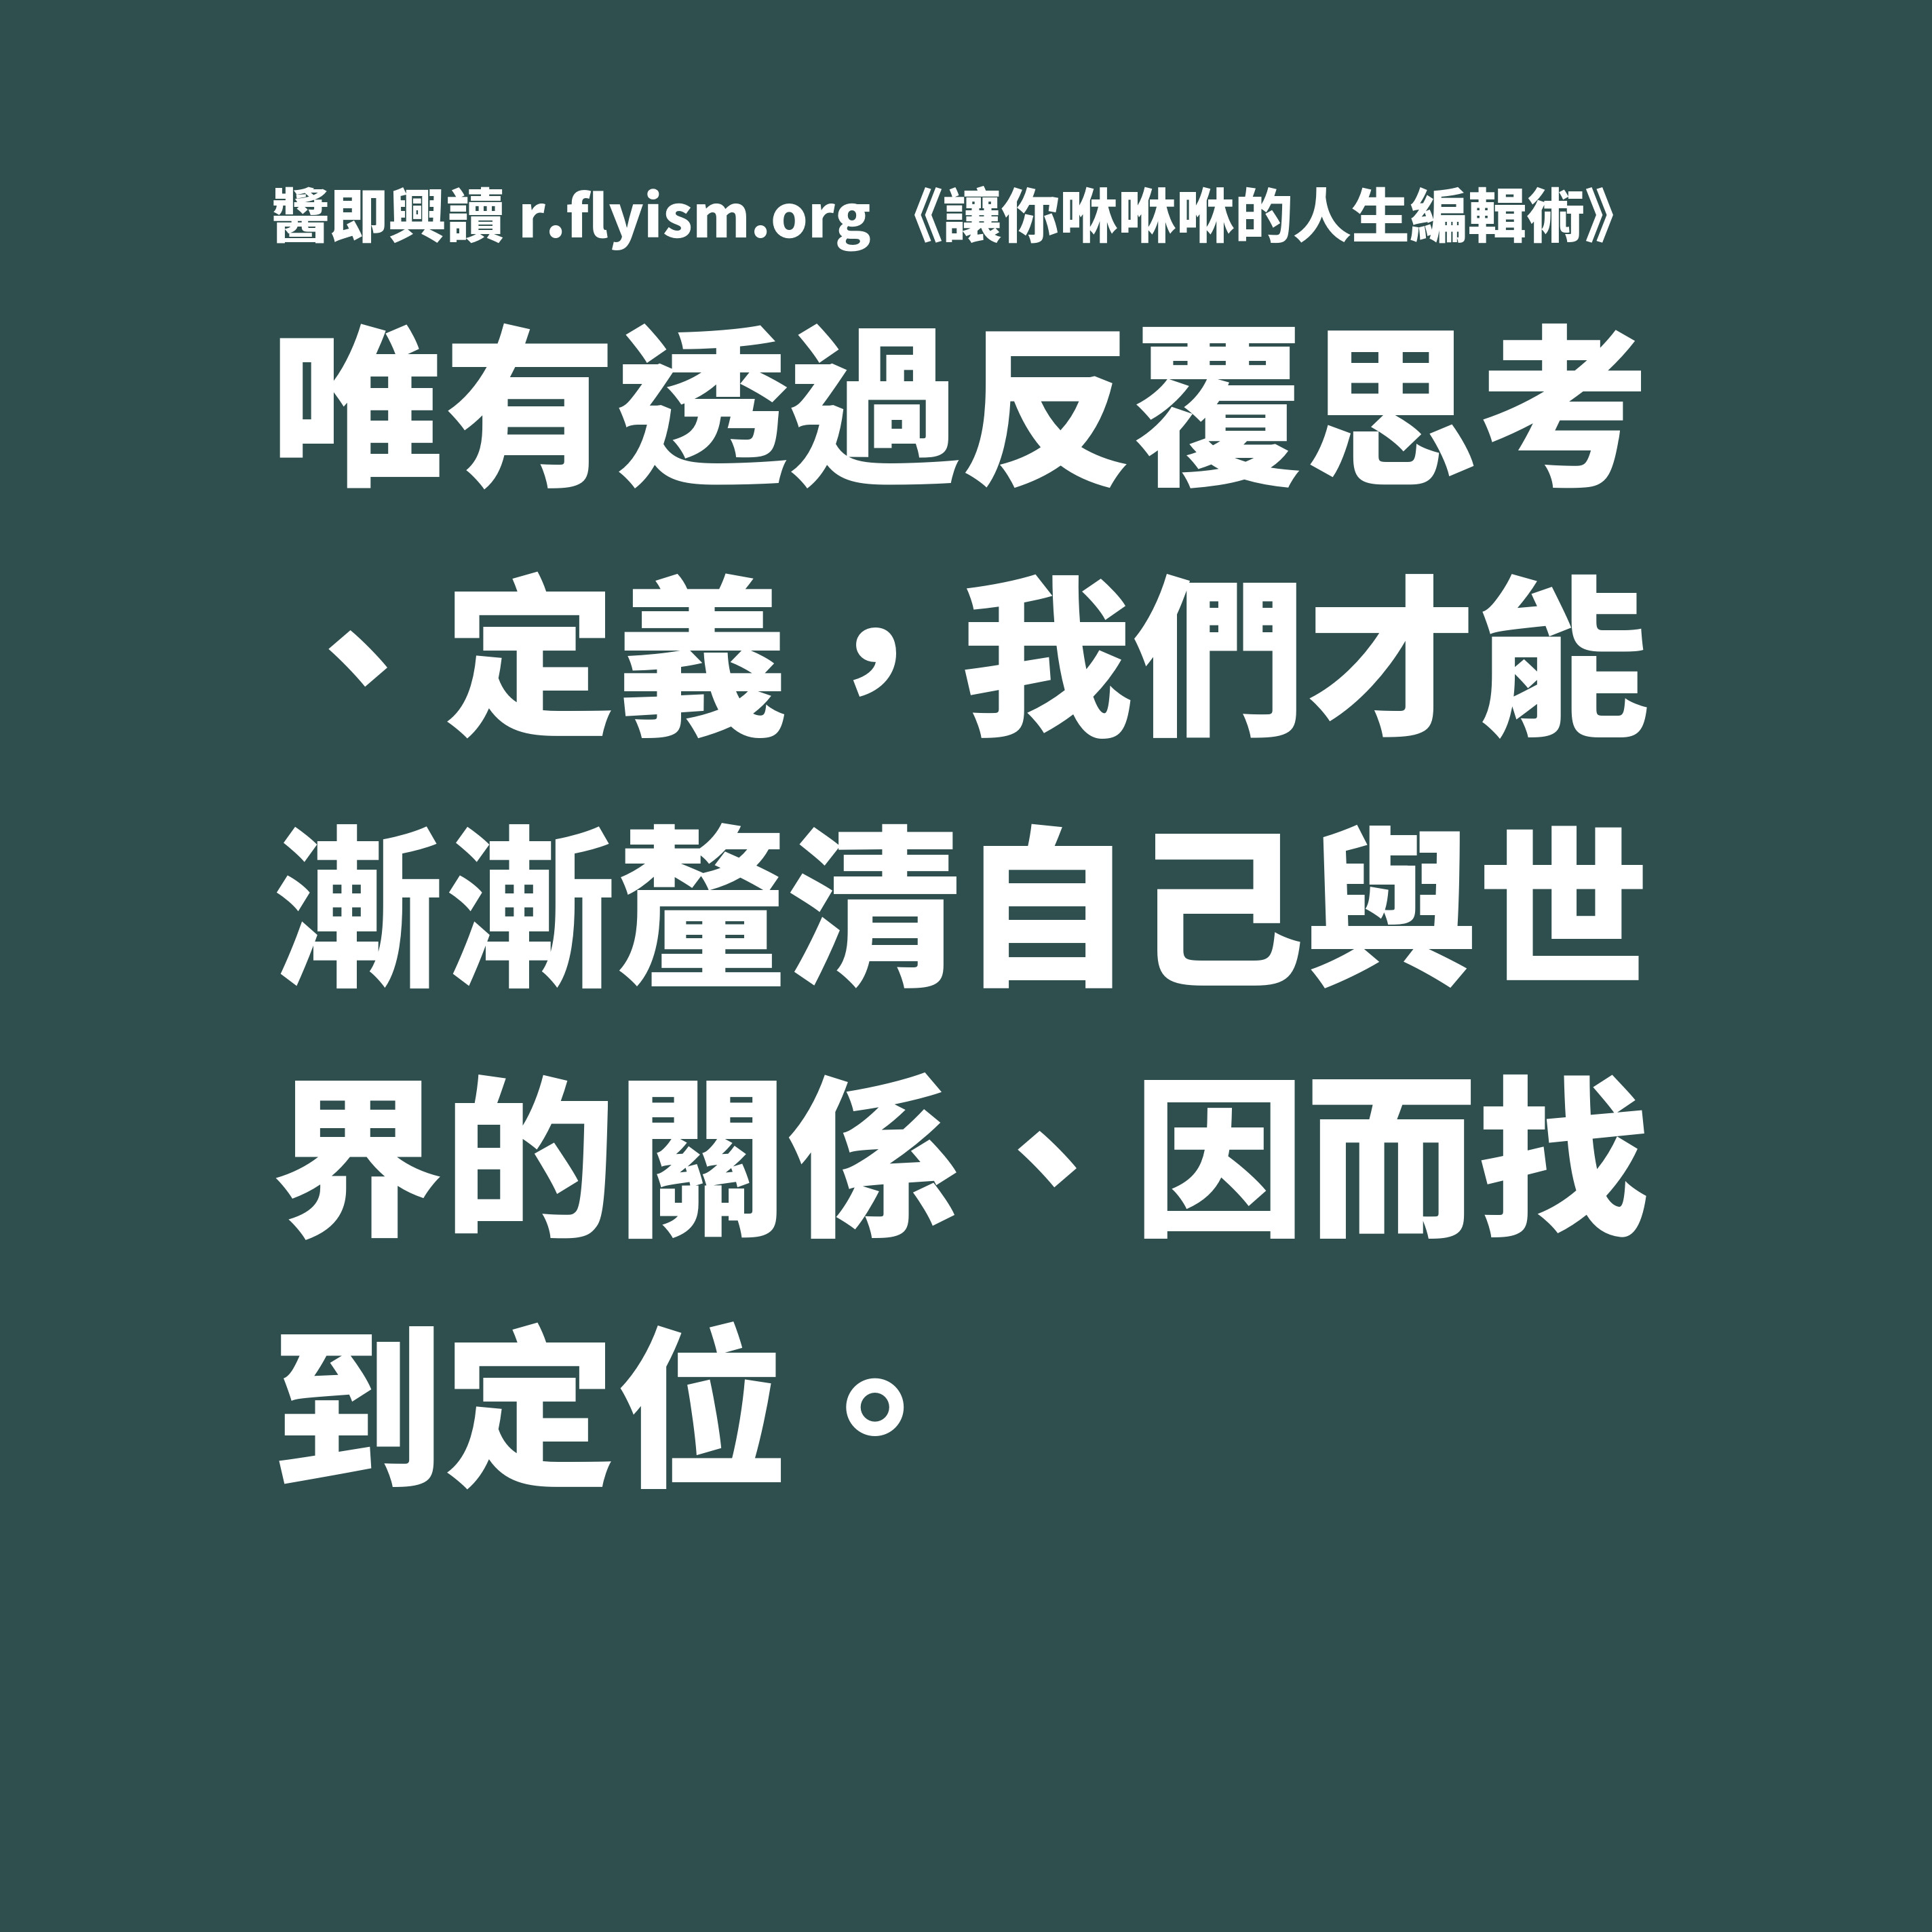 黎即閱讀 r.flyism.org《讓你咻咻咻的人生編輯術》
唯有透過反覆思考
、定義，我們才能
漸漸釐清自己與世
界的關係、因而找
到定位。